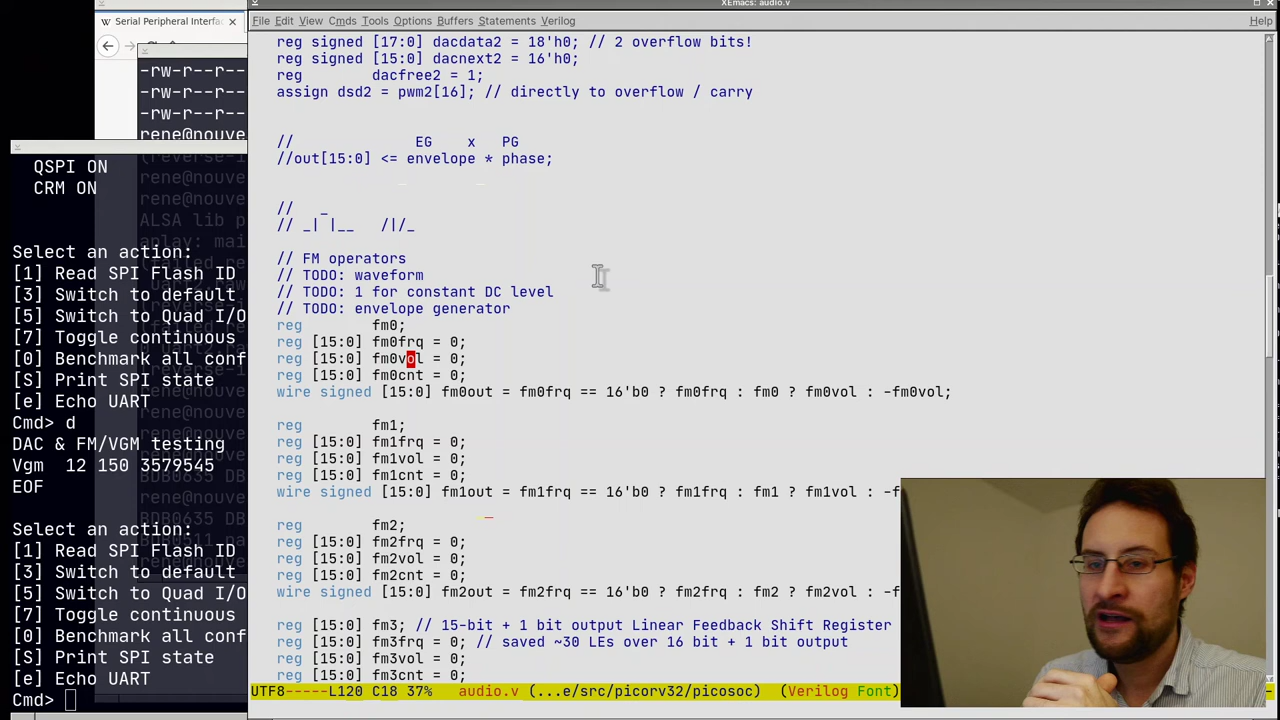 XEmacs: audio.v
Serial Peripheral Interfa
File Edit View Cmds Tools Options Buffers Statements Verilog Help
-rw-r--r--
-rw-r--r--
-rw-r--r--
rene@nouve
QSPI ON
CRM ON
Select an action:
[1] Read SPI Flash ID
[3] Switch to default
[5] Switch to Quad I/O
[7] Toggle continuous
[0] Benchmark all conf
[S] Print SPI state
[e] Echo UART
Cmd> d
DAC & FM/VGM testing
Vgm  12 150 3579545
EOF
Select an action:
[1] Read SPI Flash ID
[3] Switch to default
[5] Switch to Quad I/O
[7] Toggle continuous
[0] Benchmark all conf
[S] Print SPI state
[e] Echo UART
Cmd>
reg signed [17:0] dacdata2 = 18'h0; // 2 overflow bits!
reg signed [15:0] dacnext2 = 16'h0;
reg        dacfree2 = 1;
assign dsd2 = pwm2[16]; // directly to overflow / carry
//              EG    x   PG
//out[15:0] <= envelope * phase;
//   _
// _| |__   /|/_
// FM operators
// TODO: waveform
// TODO: 1 for constant DC level
// TODO: envelope generator
reg        fm0;
reg [15:0] fm0frq = 0;
reg [15:0] fm0vol = 0;
reg [15:0] fm0cnt = 0;
wire signed [15:0] fm0out = fm0frq == 16'b0 ? fm0frq : fm0 ? fm0vol : -fm0vol;
reg        fm1;
reg [15:0] fm1frq = 0;
reg [15:0] fm1vol = 0;
reg [15:0] fm1cnt = 0;
wire signed [15:0] fm1out = fm1frq == 16'b0 ? fm1frq : fm1 ? fm1vol : -f
reg        fm2;
reg [15:0] fm2frq = 0;
reg [15:0] fm2vol = 0;
reg [15:0] fm2cnt = 0;
wire signed [15:0] fm2out = fm2frq == 16'b0 ? fm2frq : fm2 ? fm2vol : -f
reg [15:0] fm3; // 15-bit + 1 bit output Linear Feedback Shift Register
reg [15:0] fm3frq = 0; // saved ~30 LEs over 16 bit + 1 bit output
reg [15:0] fm3vol = 0;
reg [15:0] fm3cnt = 0;
UTF8-----L120 C18 37%    audio.v (...e/src/picorv32/picosoc)   (Verilog Font)